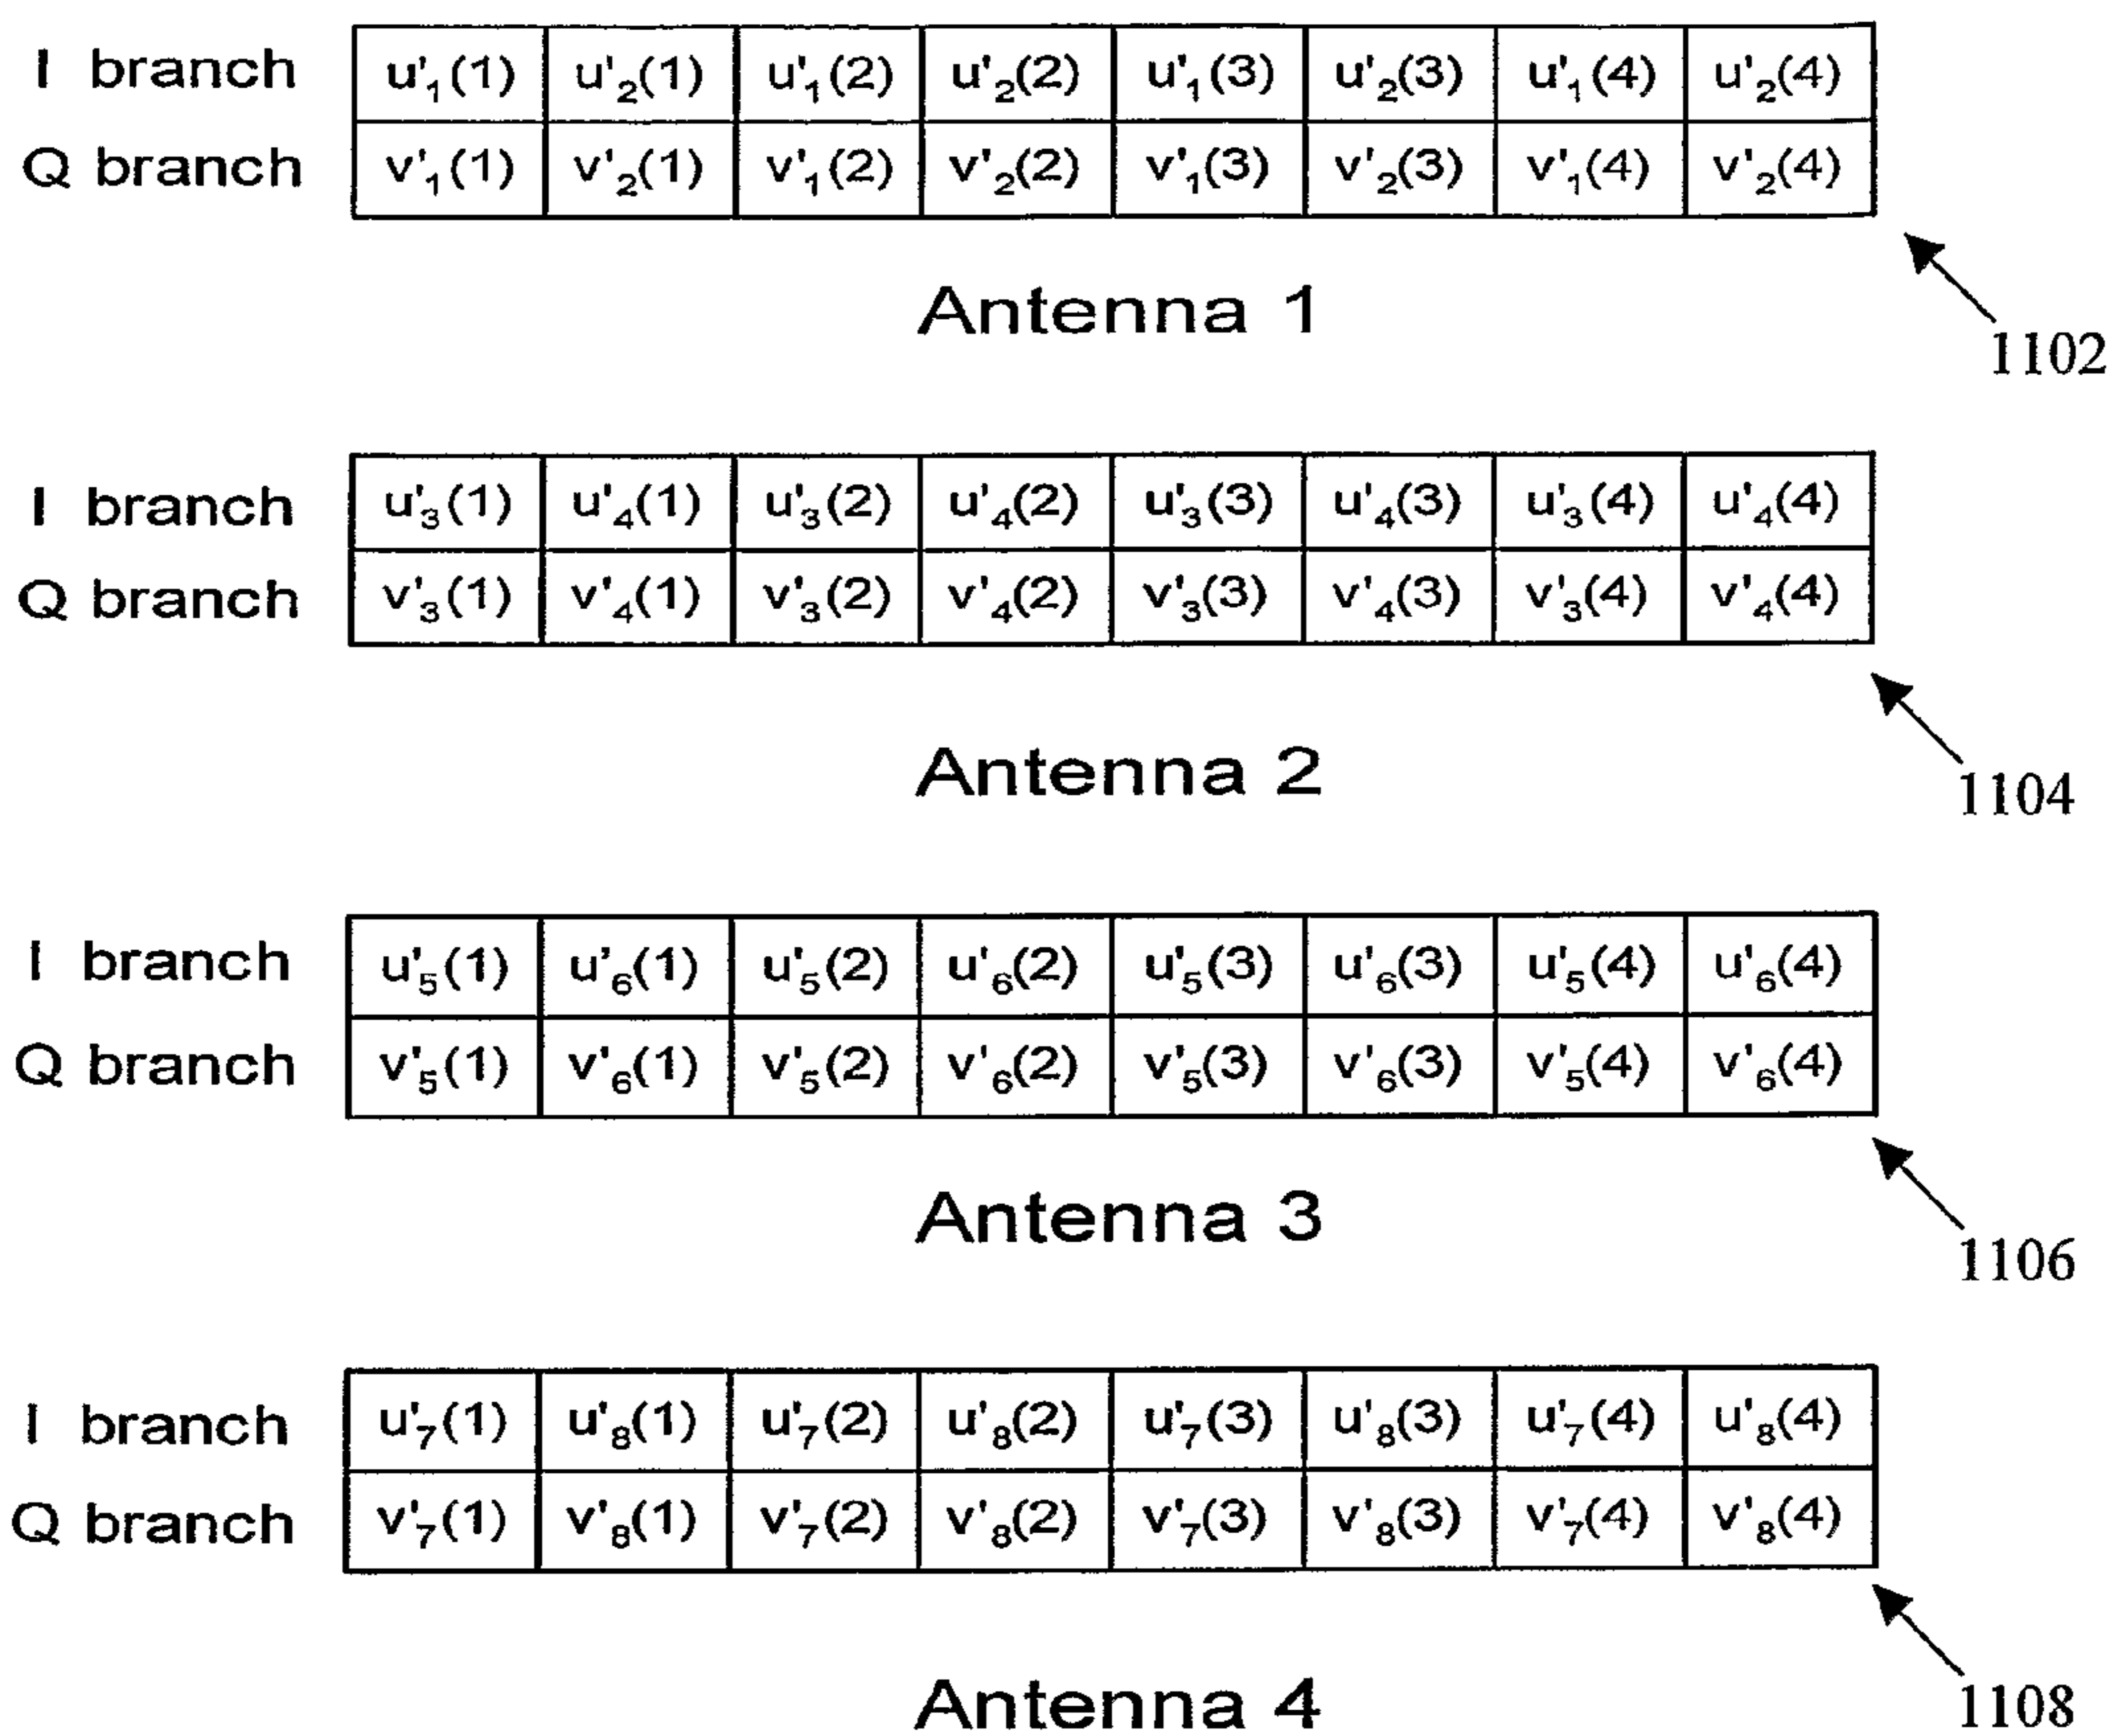 I branch u'₁(1) u'₂(1) u'₁(2) u'₂(2) u'₁(3) u'₂(3) u'₁(4) u'₂(4)
Q branch v'₁(1) v'₂(1) v'₁(2) v'₂(2) v'₁(3) v'₂(3) v'₁(4) v'₂(4)
Antenna 1
1102
I branch u'₃(1) u'₄(1) u'₃(2) u'₄(2) u'₃(3) u'₄(3) u'₃(4) u'₄(4)
Q branch v'₃(1) v'₄(1) v'₃(2) v'₄(2) v'₃(3) v'₄(3) v'₃(4) v'₄(4)
Antenna 2
1104
I branch u'₅(1) u'₆(1) u'₅(2) u'₆(2) u'₅(3) u'₆(3) u'₅(4) u'₆(4)
Q branch v'₅(1) v'₆(1) v'₅(2) v'₆(2) v'₅(3) v'₆(3) v'₅(4) v'₆(4)
Antenna 3
1106
I branch u'₇(1) u'₈(1) u'₇(2) u'₈(2) u'₇(3) u'₈(3) u'₇(4) u'₈(4)
Q branch v'₇(1) v'₈(1) v'₇(2) v'₈(2) v'₇(3) v'₈(3) v'₇(4) v'₈(4)
Antenna 4
1108